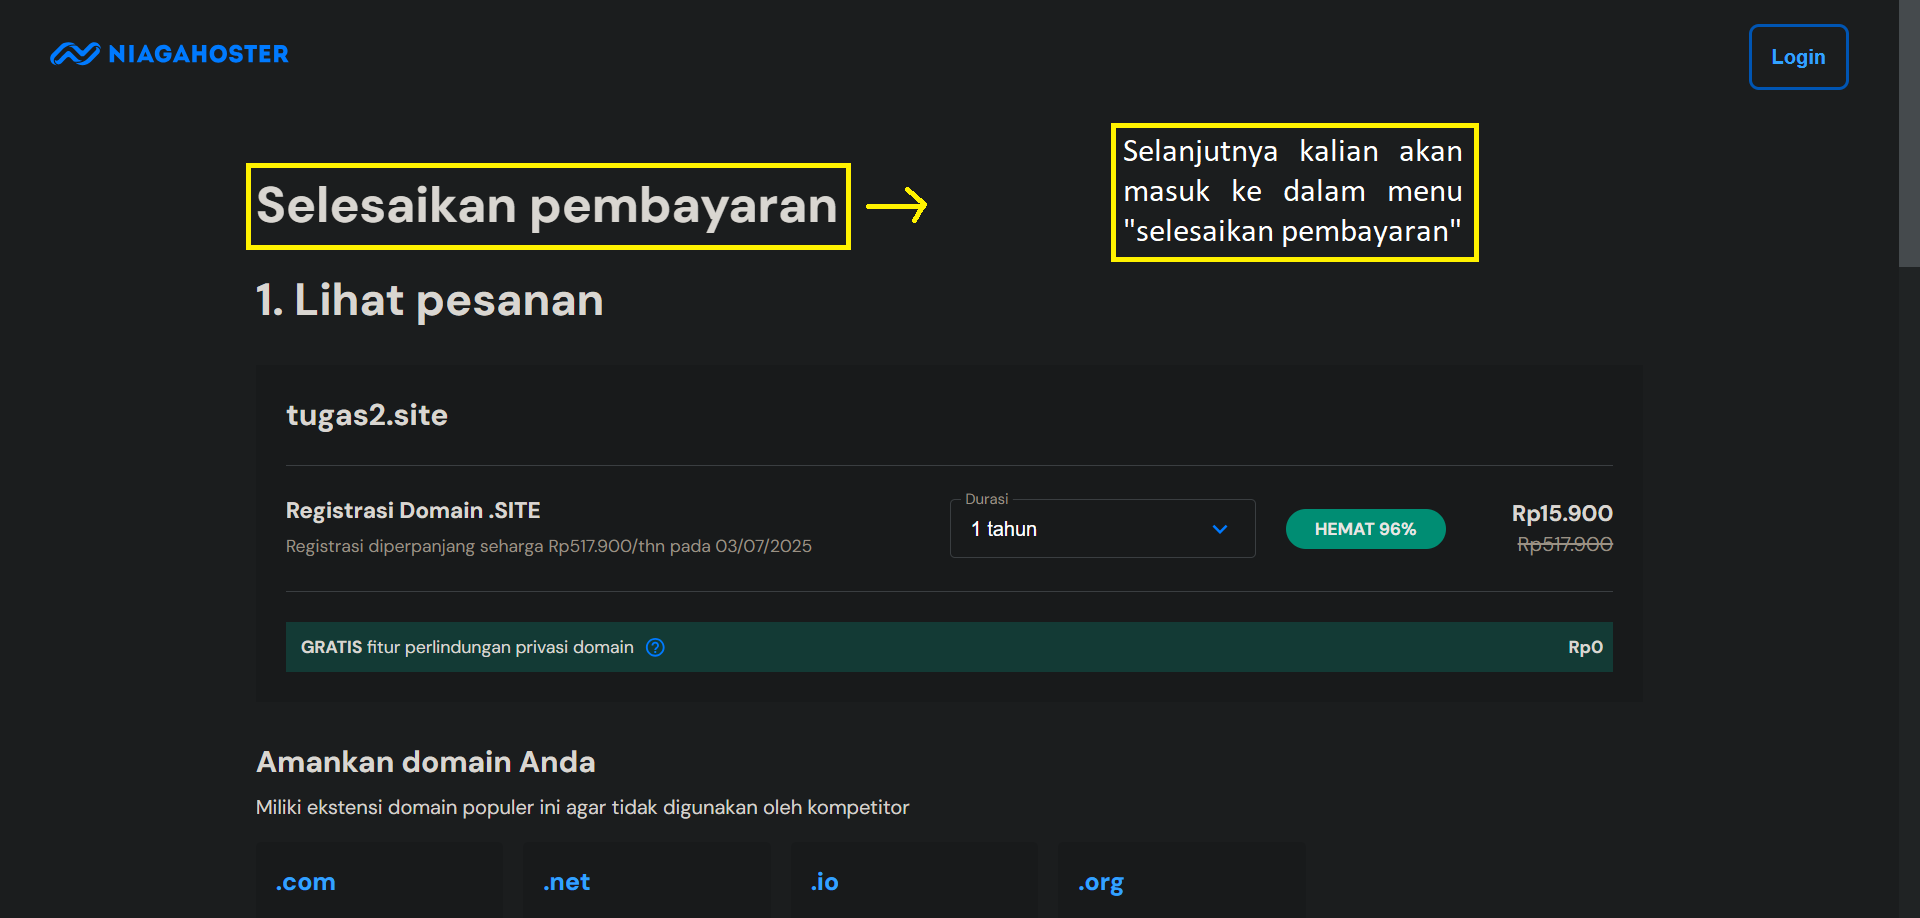 NIAGAHOSTER
Login
Selesaikan pembayaran
Selanjutnya kalian akan
masuk ke dalam menu
"selesaikan pembayaran"
1. Lihat pesanan
tugas2.site
Registrasi Domain .SITE
Registrasi diperpanjang seharga Rp517.900/thn pada 03/07/2025
Durasi
1 tahun
HEMAT 96%
Rp15.900
Rp517.900
GRATIS fitur perlindungan privasi domain
Rp0
Amankan domain Anda
Miliki ekstensi domain populer ini agar tidak digunakan oleh kompetitor
.com
.net
.io
.org